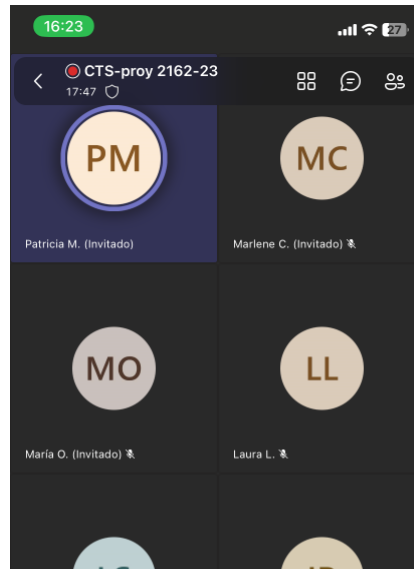 16:23
27
CTS-proy 2162-23
17:47
PM
MC
Patricia M. (Invitado)
Marlene C. (Invitado)
MO
LL
María O. (Invitado)
Laura L.